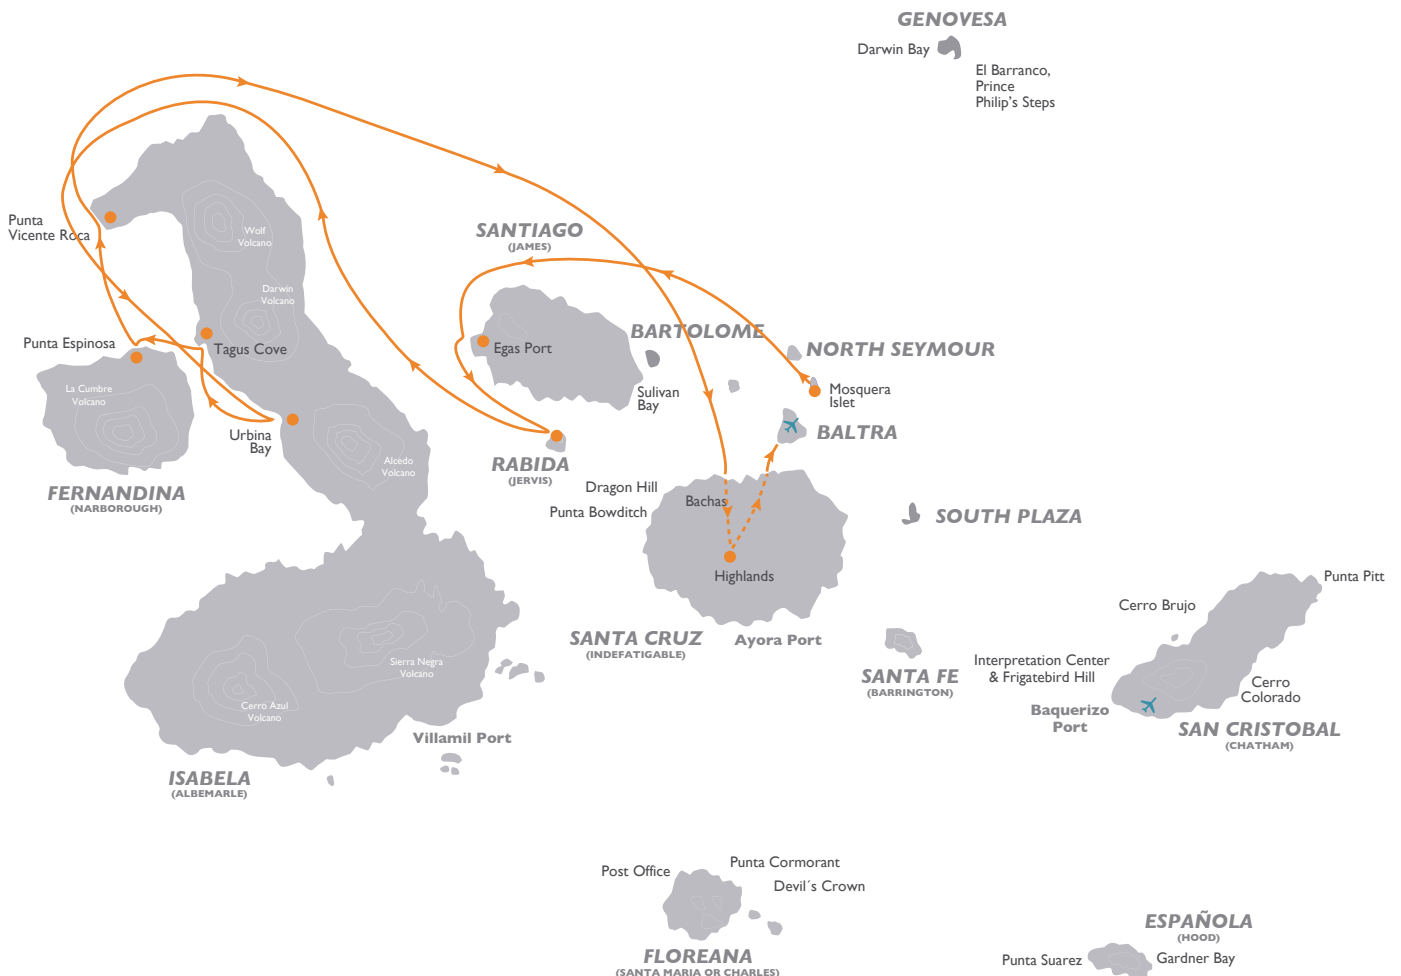 GENOVESA
Darwin Bay
El Barranco,
Prince
Philip's Steps
Punta
Vicente Roca
Wolf
Volcano
SANTIAGO
(JAMES)
Darwin
Volcano
BARTOLOME
Punta Espinosa
Tagus Cove
Egas Port
NORTH SEYMOUR
La Cumbre
Volcano
Sulivan
Bay
Mosquera
Islet
Urbina
Bay
BALTRA
Alcedo
Volcano
RABIDA
(JERVIS)
FERNANDINA
(NARBOROUGH)
Dragon Hill
Bachas
Punta Bowditch
SOUTH PLAZA
Highlands
Punta Pitt
Cerro Brujo
SANTA CRUZ
(INDEFATIGABLE)
Ayora Port
Sierra Negra
Volcano
SANTA FE
(BARRINGTON)
Interpretation Center
& Frigatebird Hill
Cerro
Colorado
Cerro Azul
Volcano
Baquerizo
Port
SAN CRISTOBAL
(CHATHAM)
Villamil Port
ISABELA
(ALBEMARLE)
Post Office
Punta Cormorant
Devil´s Crown
ESPAÑOLA
(HOOD)
FLOREANA
(SANTA MARIA OR CHARLES)
Punta Suarez
Gardner Bay